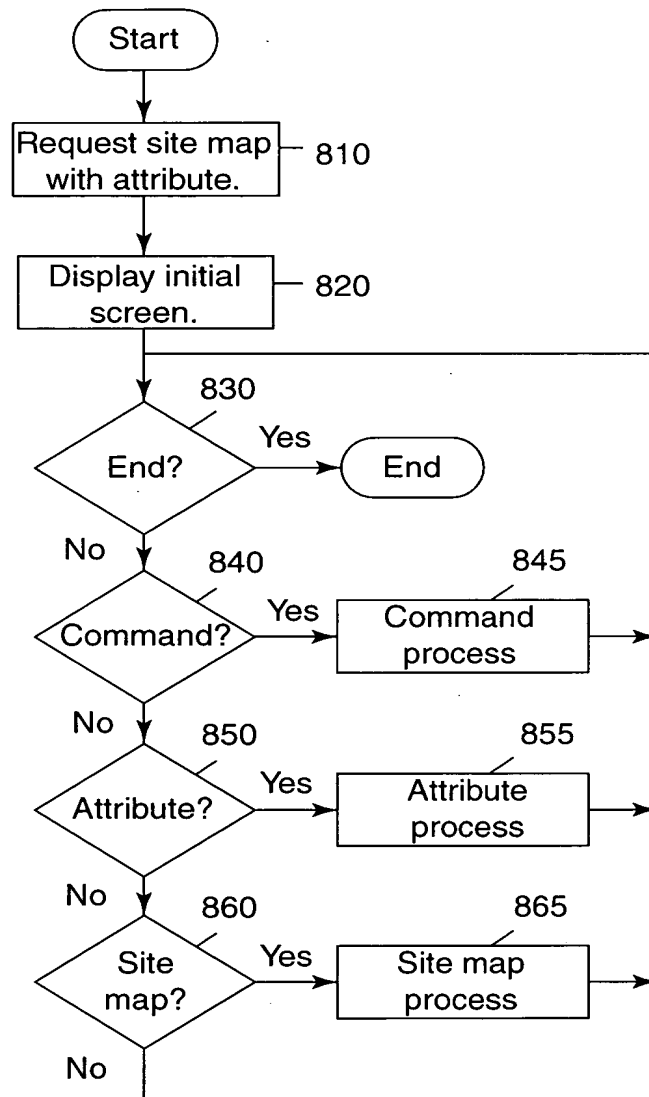 Start
Request site map
with attribute.
810
Display initial
screen.
820
830
End?
Yes
End
No
840
Command?
Yes
845
Command
process
No
850
Attribute?
Yes
855
Attribute
process
No
860
Site
map?
Yes
865
Site map
process
No